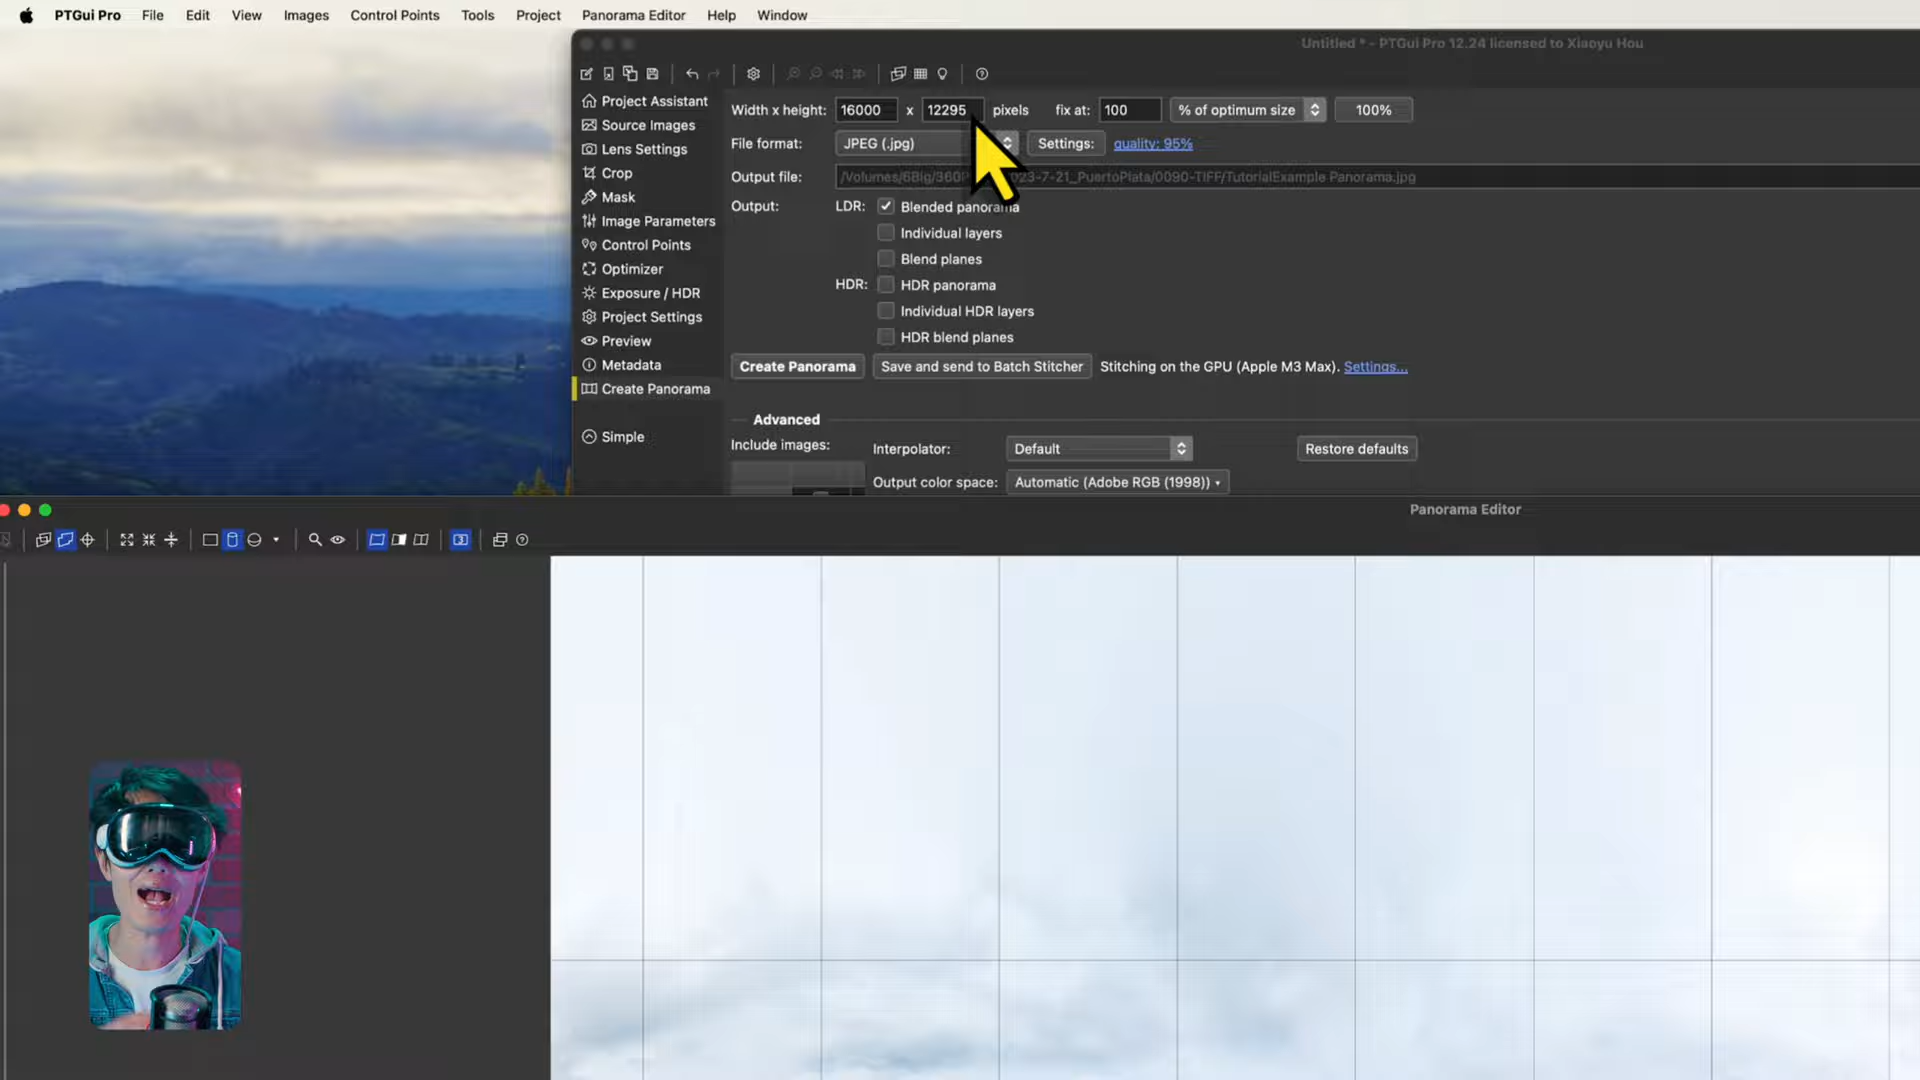 PTGui Pro File Edit View Images Control Points Tools Project Panorama Editor Help Window
Untitled * - PTGui Pro 12.24 licensed to Xiaoyu Hou
Project Assistant
Source Images
Lens Settings
Crop
Mask
Image Parameters
Control Points
Optimizer
Exposure / HDR
Project Settings
Preview
Metadata
Create Panorama
Simple
Width x height: 16000 x 12295 pixels fix at: 100 % of optimum size 100%
File format: JPEG (.jpg) Settings: quality: 95%
Output file: 023-7-21_PuertoPlata/0090-TIFF/TutorialExample Panorama.jpg
Output: LDR: Blended panorama
Individual layers
Blend planes
HDR: HDR panorama
Individual HDR layers
HDR blend planes
Create Panorama Save and send to Batch Stitcher Stitching on the GPU (Apple M3 Max). Settings...
Advanced
Include images: Interpolator: Default Restore defaults
Output color space: Automatic (Adobe RGB (1998))
Panorama Editor